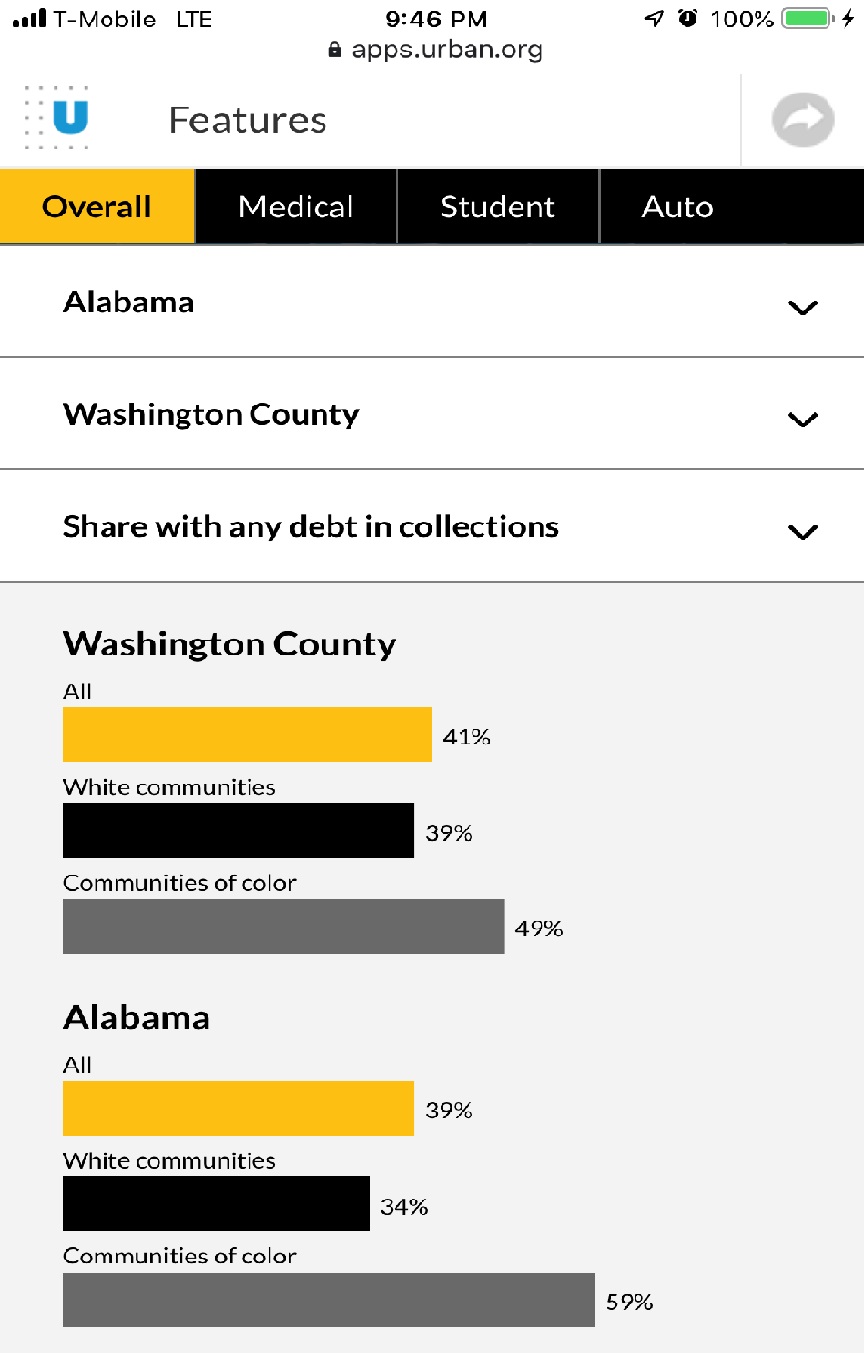 T-Mobile LTE 9:46 PM 100%
apps.urban.org
U Features
Overall Medical Student Auto
Alabama
Washington County
Share with any debt in collections
Washington County
All
41%
White communities
39%
Communities of color
49%
Alabama
All
39%
White communities
34%
Communities of color
59%